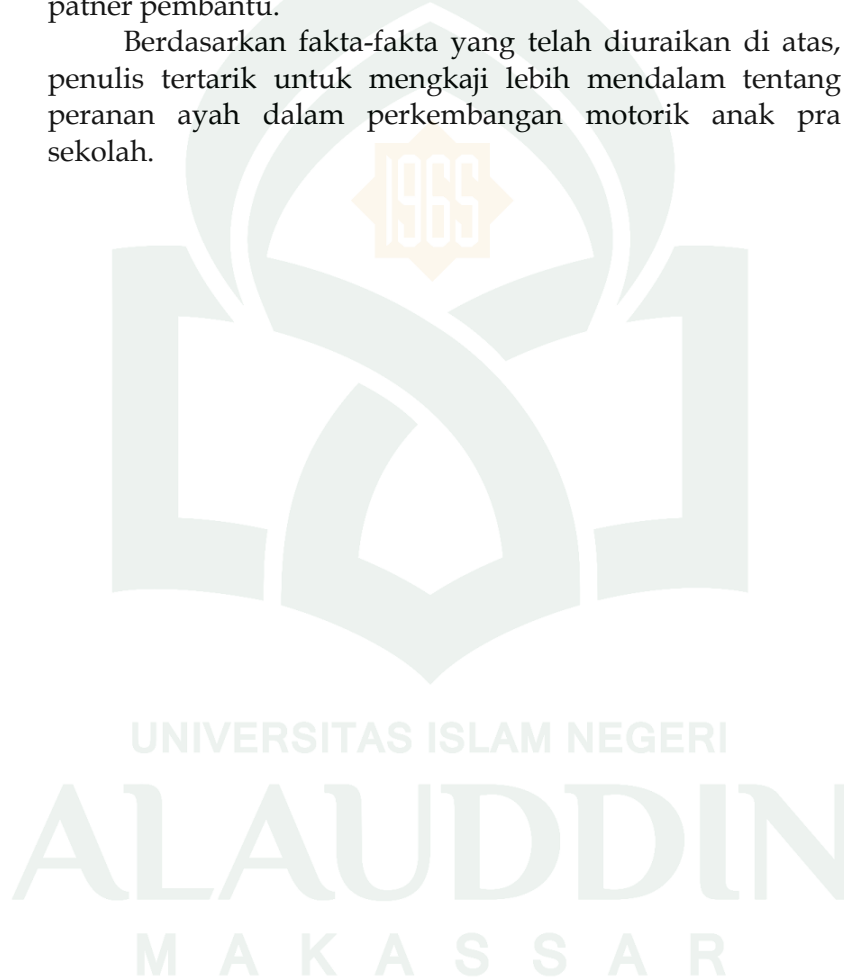 patner pembantu.
Berdasarkan fakta-fakta yang telah diuraikan di atas,
penulis tertarik untuk mengkaji lebih mendalam tentang
peranan ayah dalam perkembangan motorik anak pra
sekolah.
1965
UNIVERSITAS ISLAM NEGERI
ALAUDDIN
MAKASSAR